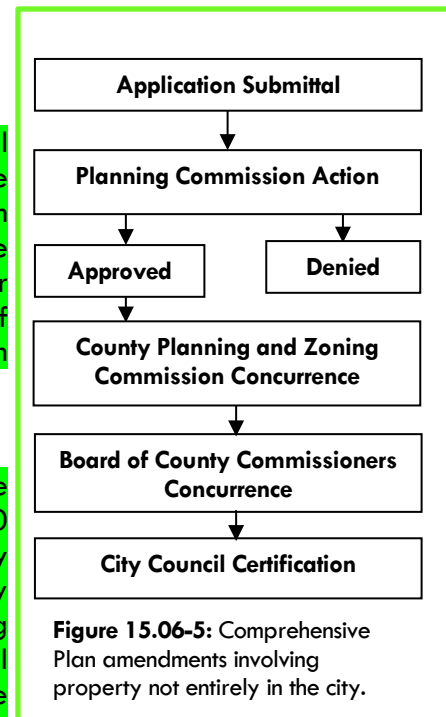 l
e
n
e
r
f
n
e
0
y
y
g
l
e
Application Submittal
Planning Commission Action
Approved
Denied
County Planning and Zoning
Commission Concurrence
Board of County Commissioners
Concurrence
City Council Certification
Figure 15.06-5: Comprehensive
Plan amendments involving
property not entirely in the city.